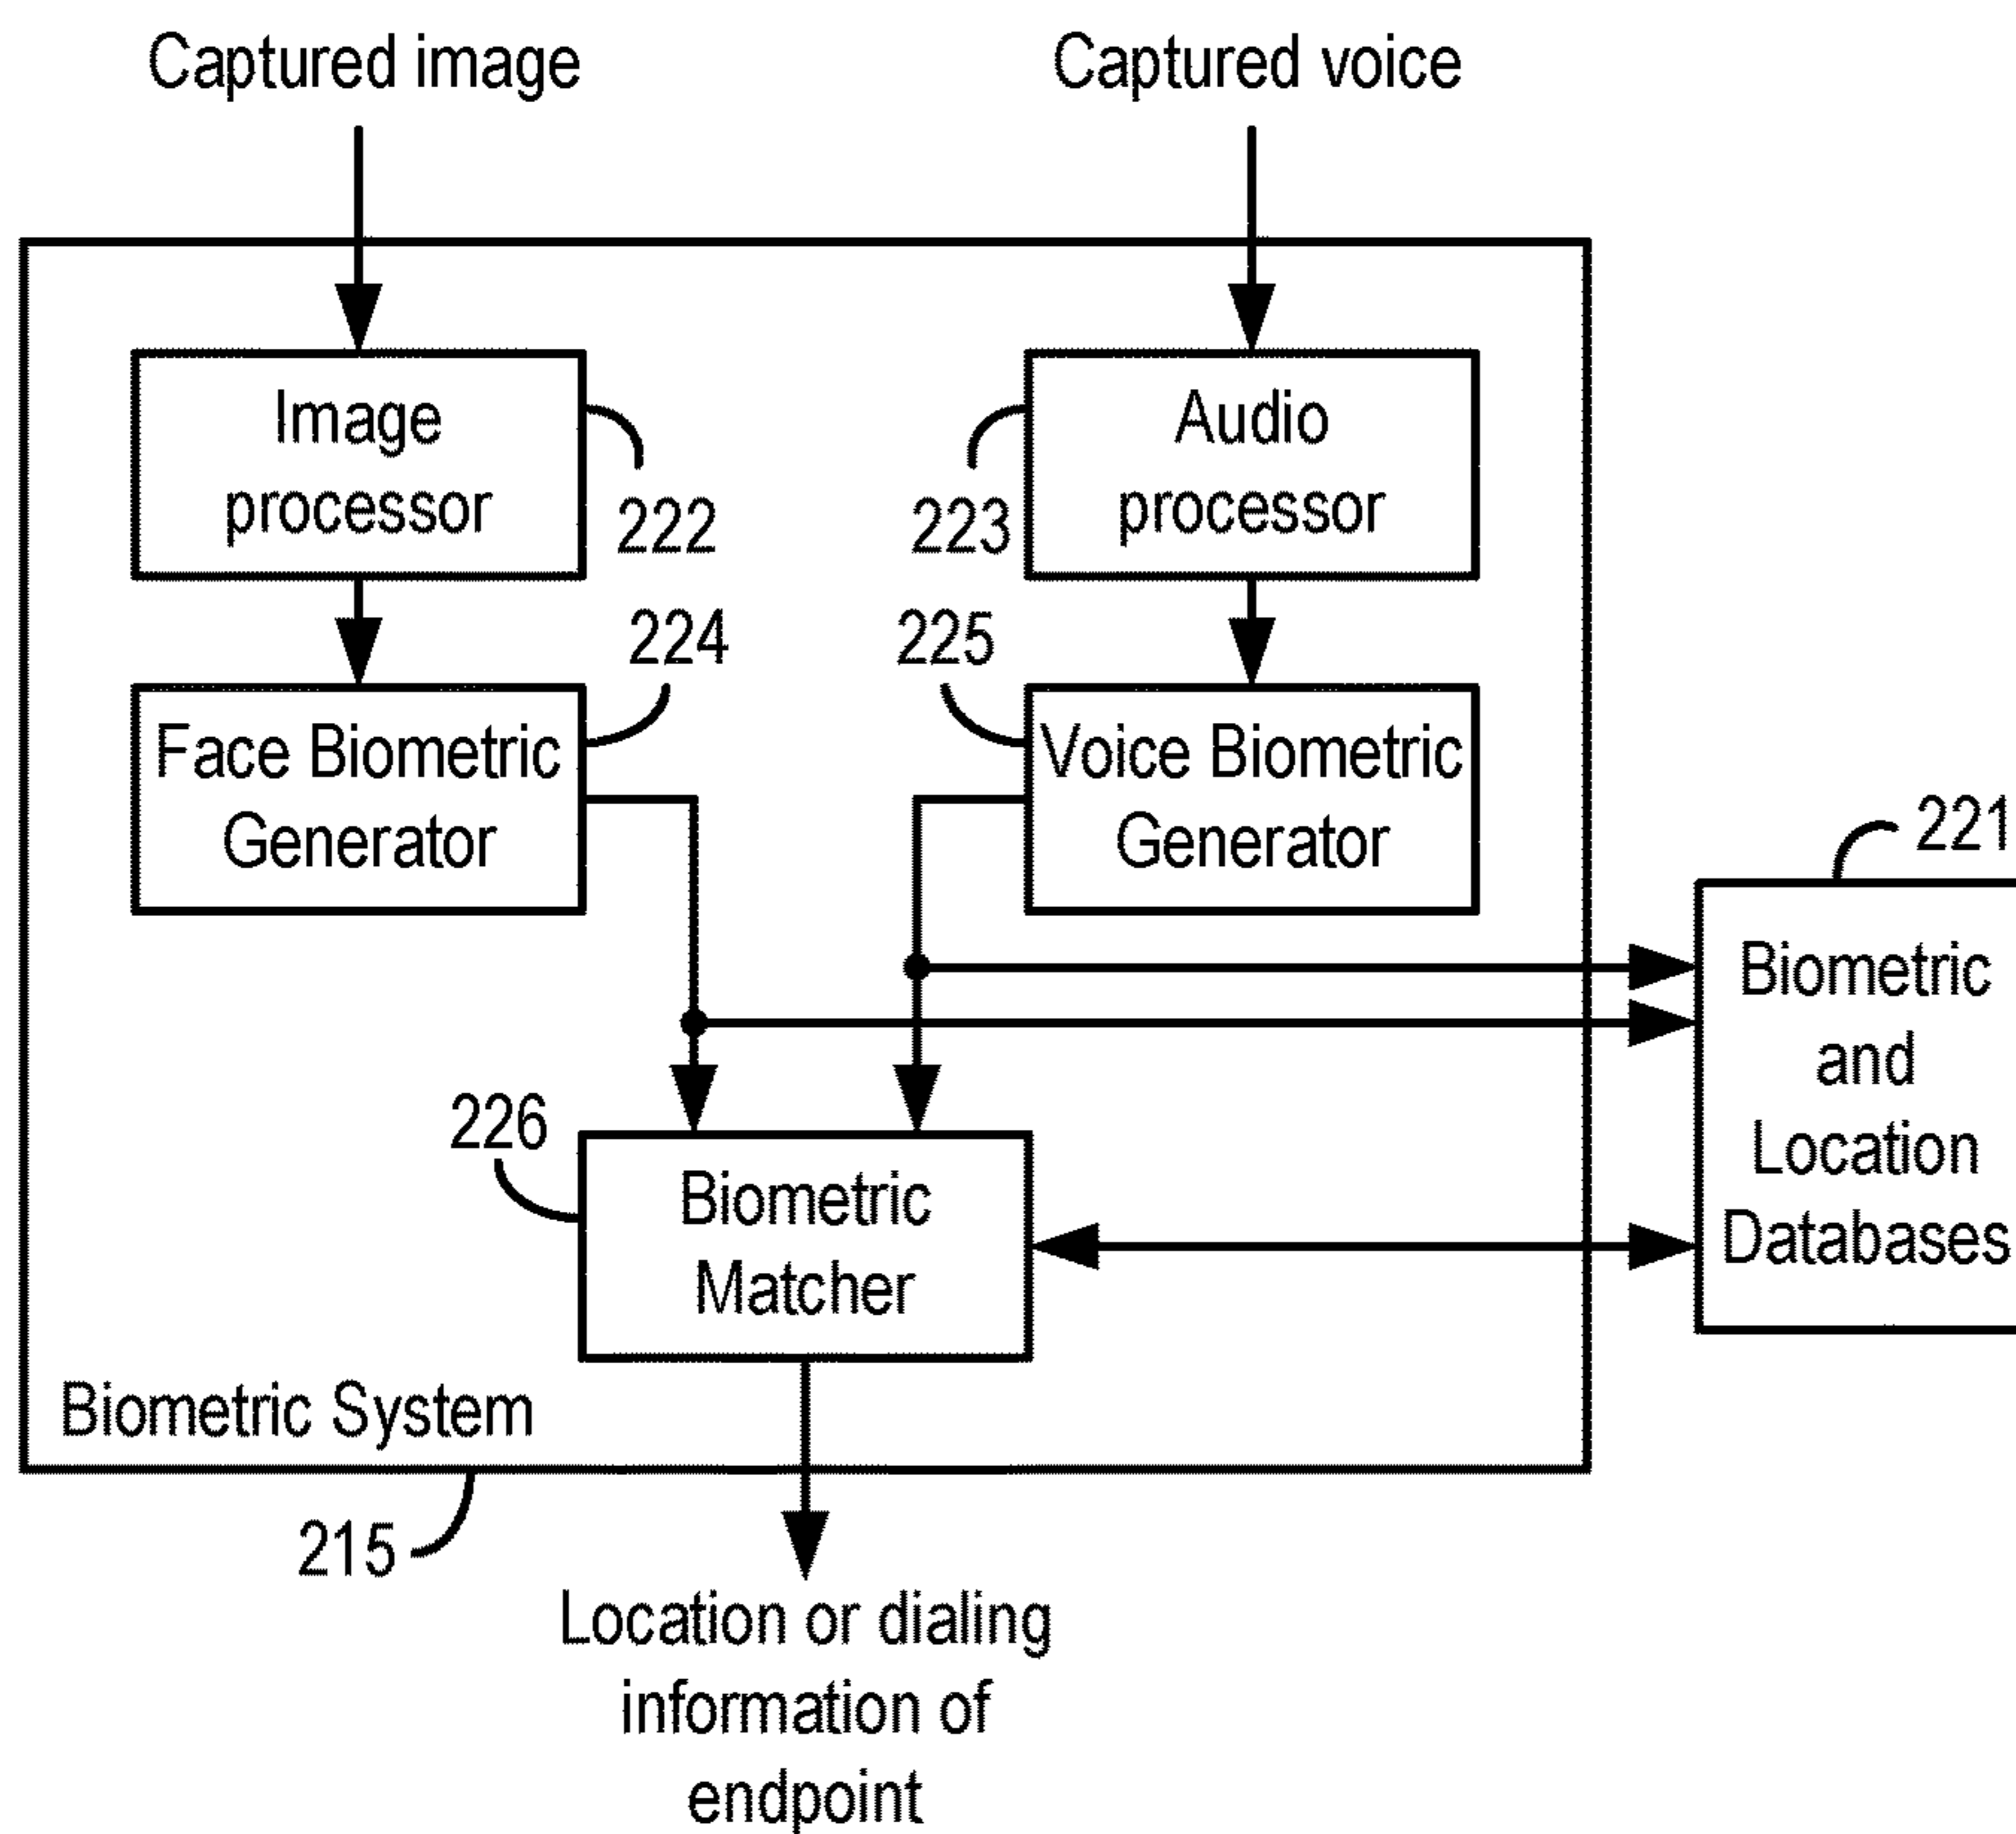 Captured image
Captured voice
Image
processor
222
223
Audio
processor
224
225
Face Biometric
Generator
Voice Biometric
Generator
221
Biometric
and
Location
Databases
226
Biometric
Matcher
Biometric System
215
Location or dialing
information of
endpoint